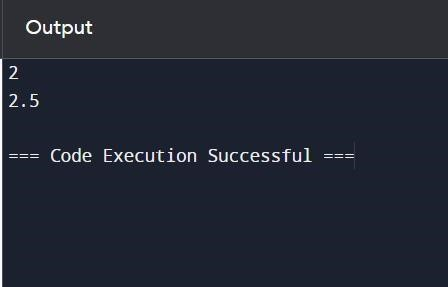 Output
2
2.5
=== Code Execution Successful ===